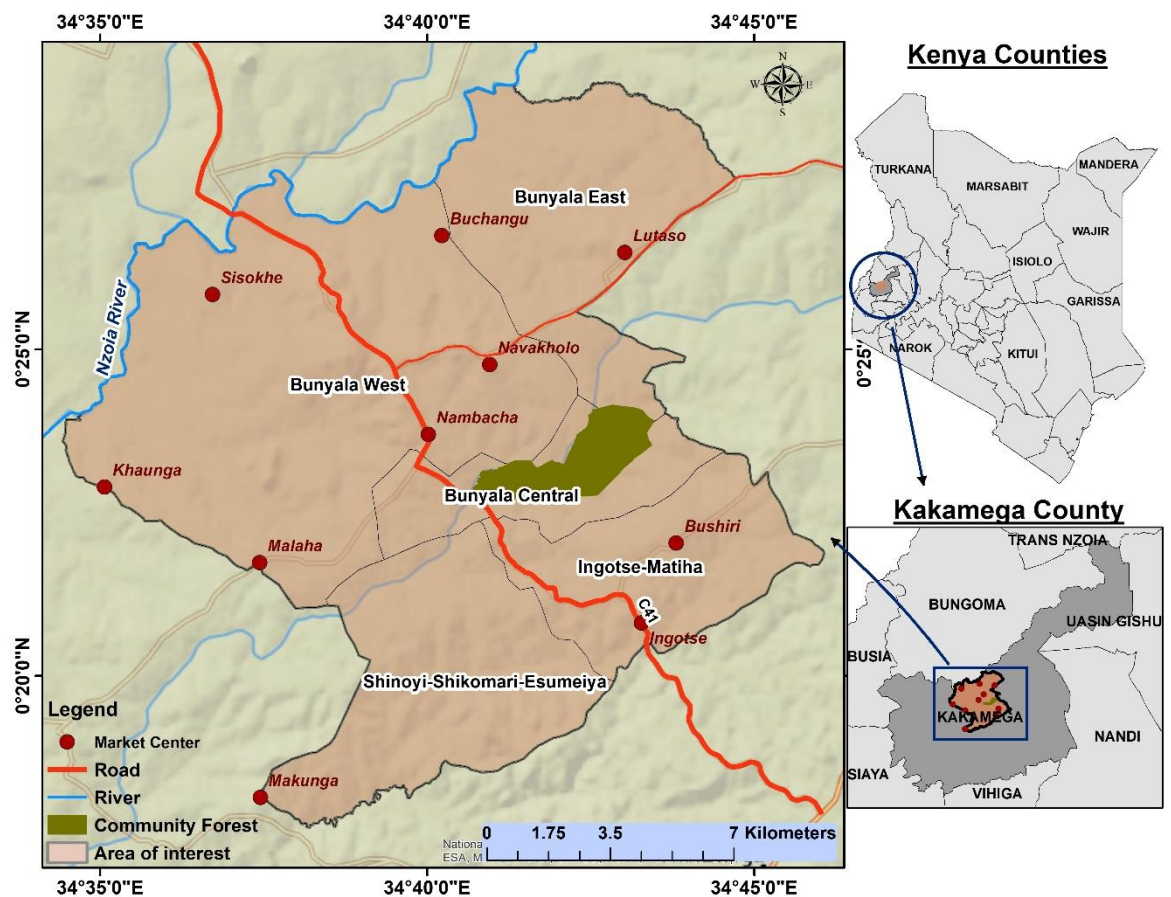 34°35'0"E
34°40'0"E
34°45'0"E
Kenya Counties
N
W
E
S
TURKANA
MARSABIT
MANDERA
WAJIR
ISIOLO
GARISSA
NAROK
KITUI
Bunyala East
Buchangu
Lutaso
Sisokhe
Nzoia River
0°25'0"N
0°25'
Navakholo
Bunyala West
Nambacha
Khaunga
Bunyala Central
Bushiri
Malaha
Ingotse-Matiha
C41
Ingotse
0°20'0"N
Shinoyi-Shikomari-Esumeiya
Makunga
Legend
Market Center
Road
River
Community Forest
Area of interest
Nationa
ESA, M
0 1.75 3.5 7 Kilometers
34°35'0"E
34°40'0"E
34°45'0"E
Kakamega County
TRANS NZOIA
BUNGOMA
UASIN GISHU
BUSIA
KAKAMEGA
NANDI
SIAYA
VIHIGA